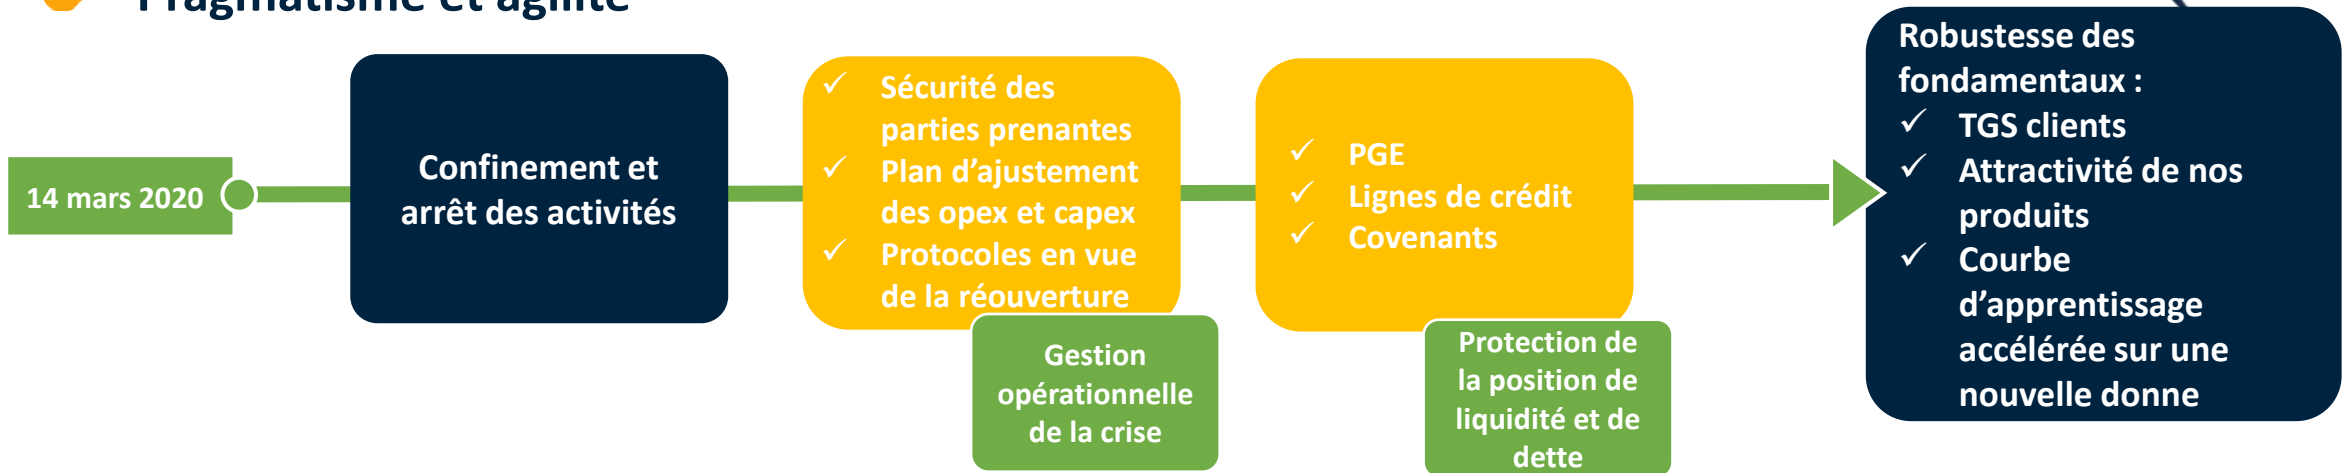 Pragmatisme et agilité
14 mars 2020
Confinement et
arrêt des activités
✓ Sécurité des
parties prenantes
✓ Plan d’ajustement
des opex et capex
✓ Protocoles en vue
de la réouverture
Gestion
opérationnelle
de la crise
✓ PGE
✓ Lignes de crédit
✓ Covenants
Protection de
la position de
liquidité et de
dette
Robustesse des
fondamentaux :
✓ TGS clients
✓ Attractivité de nos
produits
✓ Courbe
d’apprentissage
accélérée sur une
nouvelle donne